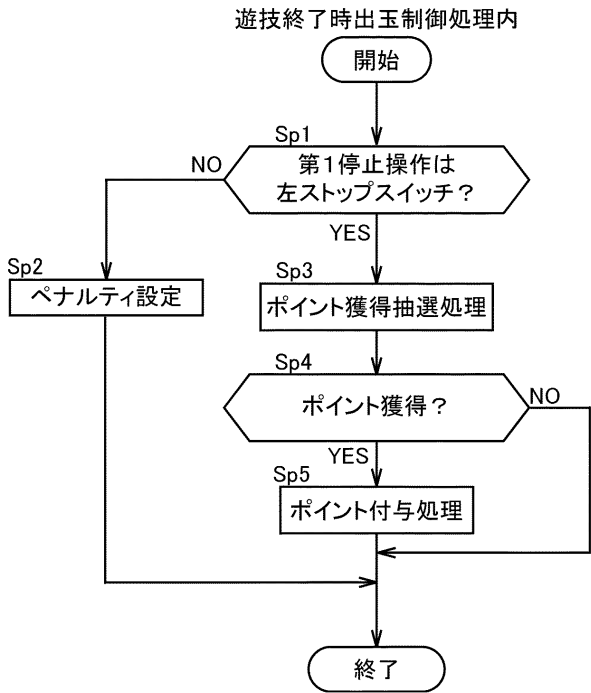 遊技終了時出玉制御処理内
開始
Sp1
第1停止操作は
左ストップスイッチ?
NO
YES
Sp2
ペナルティ設定
Sp3
ポイント獲得抽選処理
Sp4
ポイント獲得?
NO
YES
Sp5
ポイント付与処理
終了